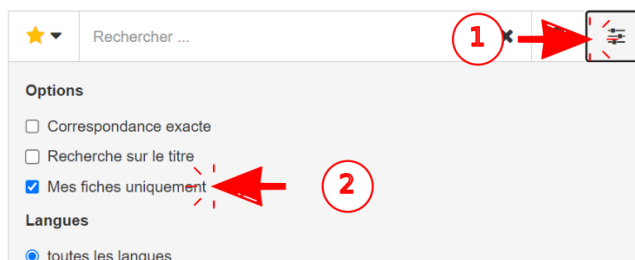 Rechercher ...
1
Options
Correspondance exacte
Recherche sur le titre
Mes fiches uniquement
2
Langues
toutes les langues